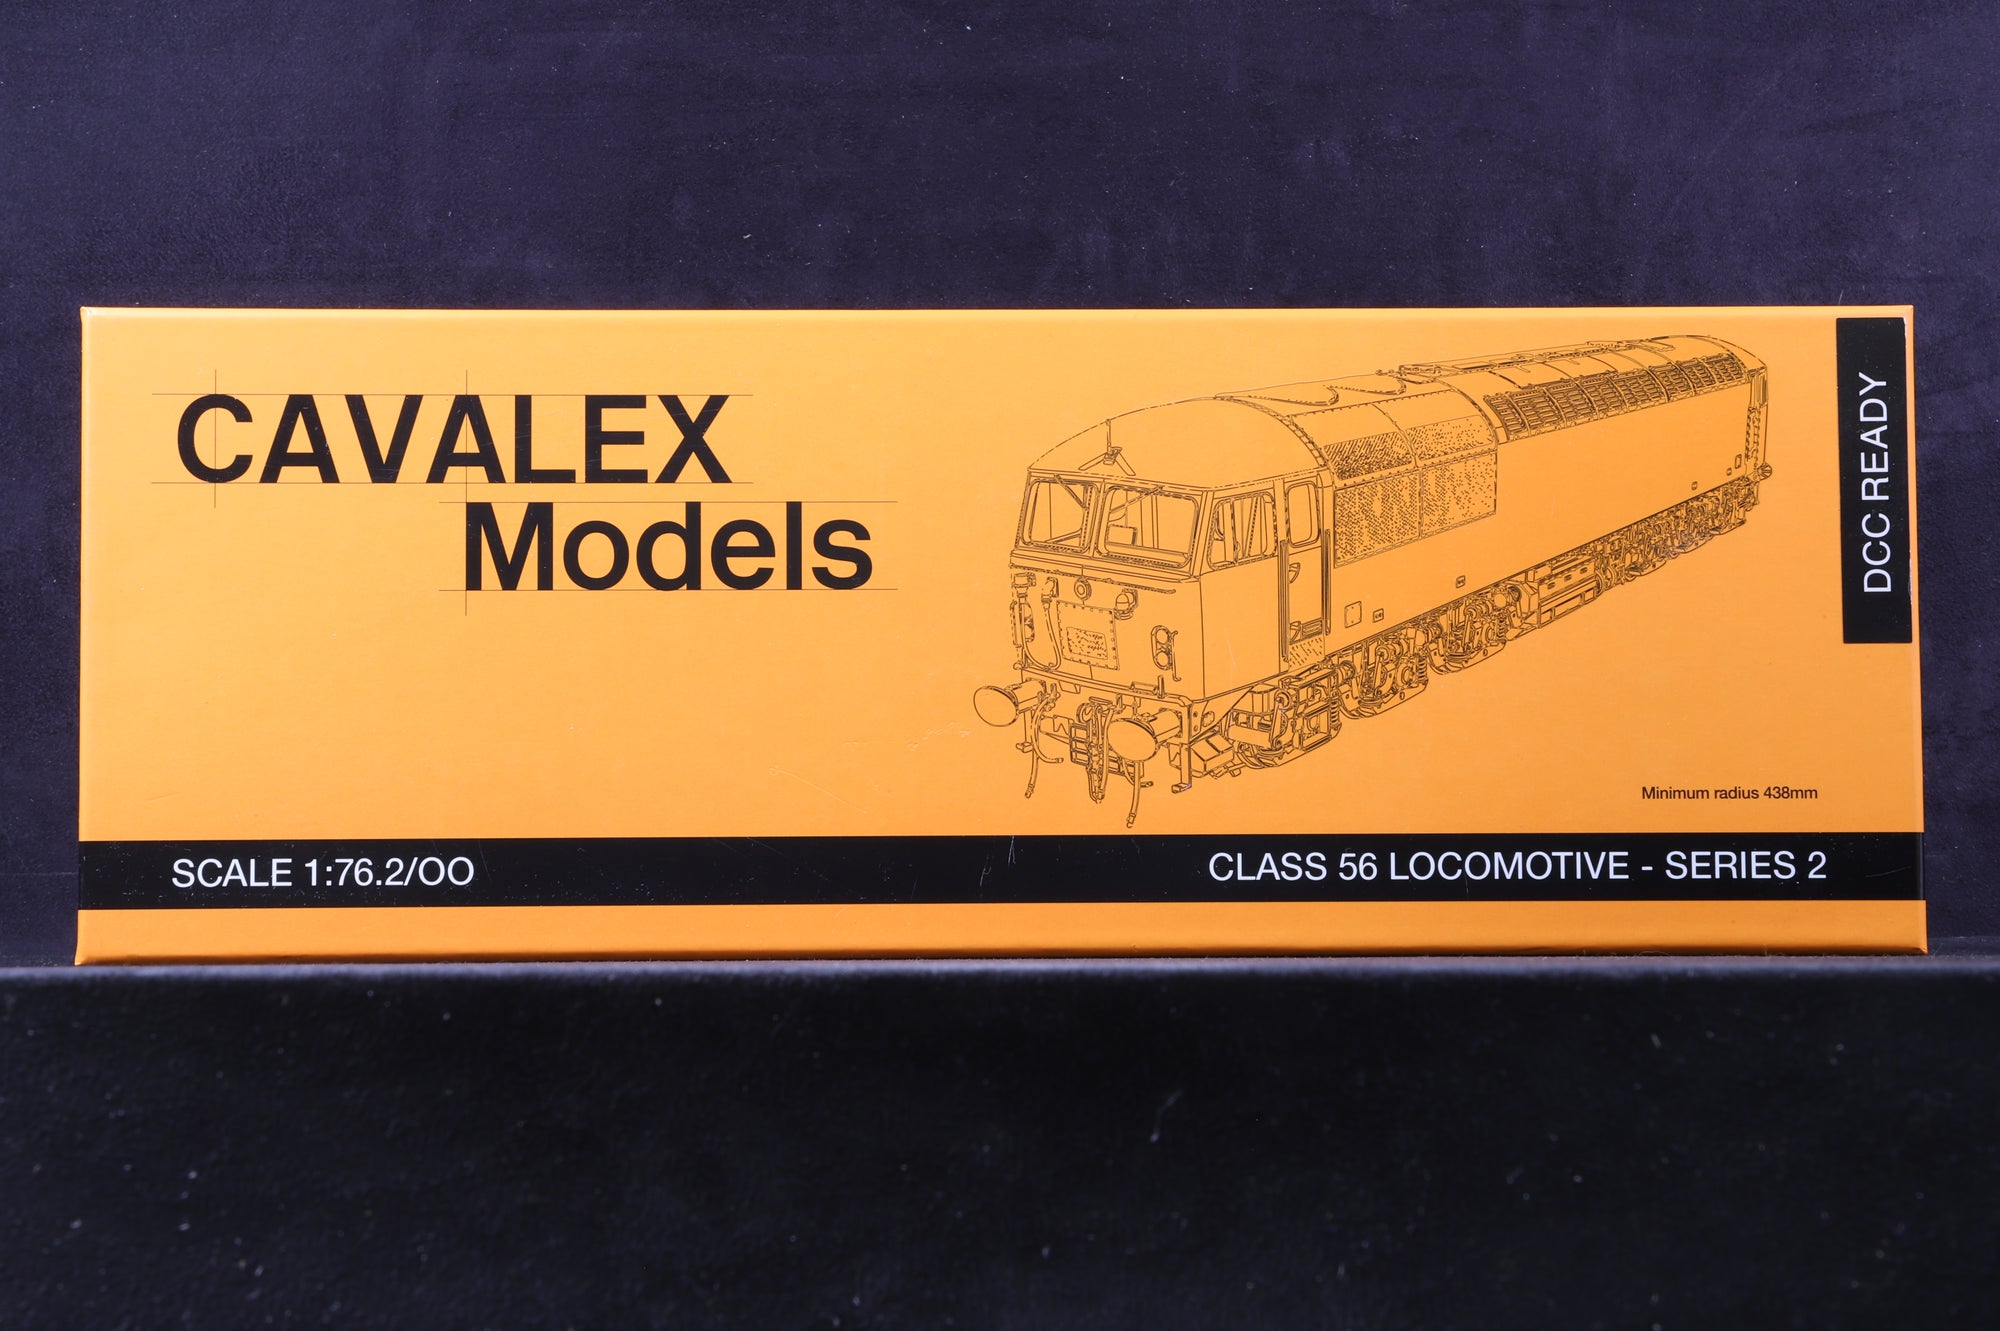 CAVALEX
Models
DCC READY
Minimum radius 438mm
SCALE 1:76.2/OO
CLASS 56 LOCOMOTIVE - SERIES 2